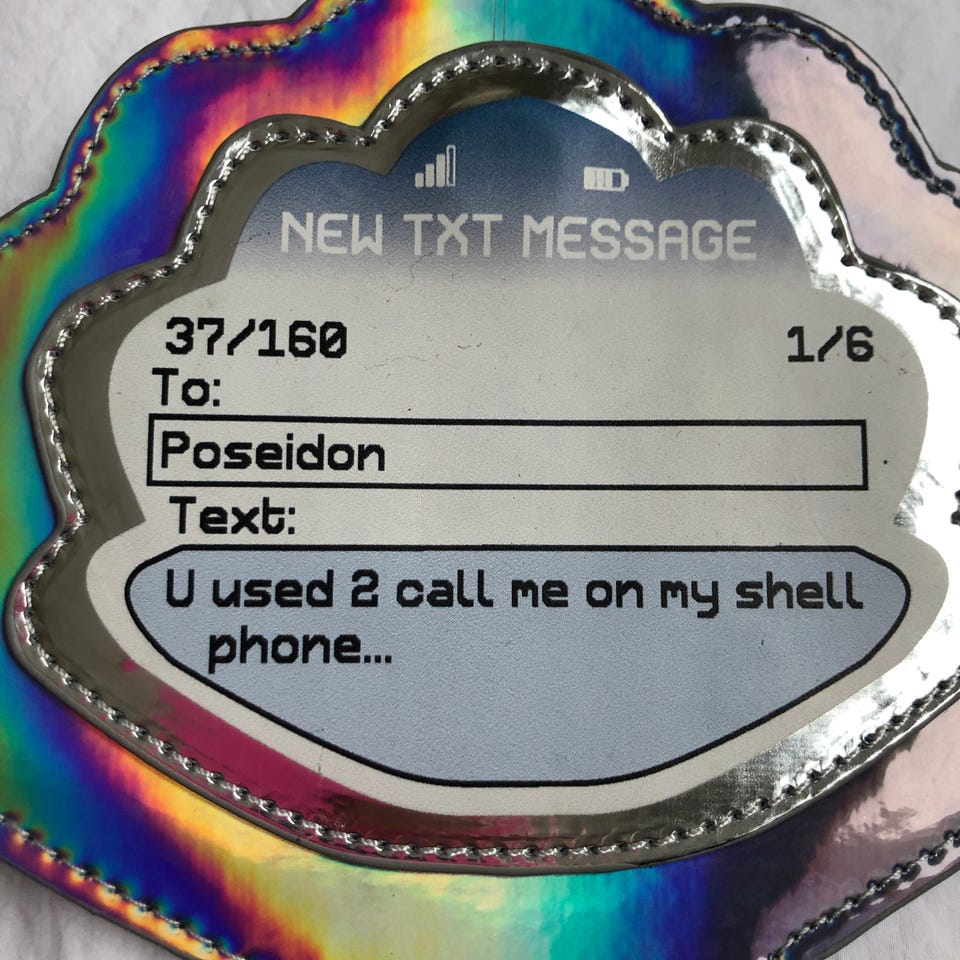 NEW TXT MESSAGE
37/160 1/6
To:
Poseidon
Text:
U used 2 call me on my shell
phone...